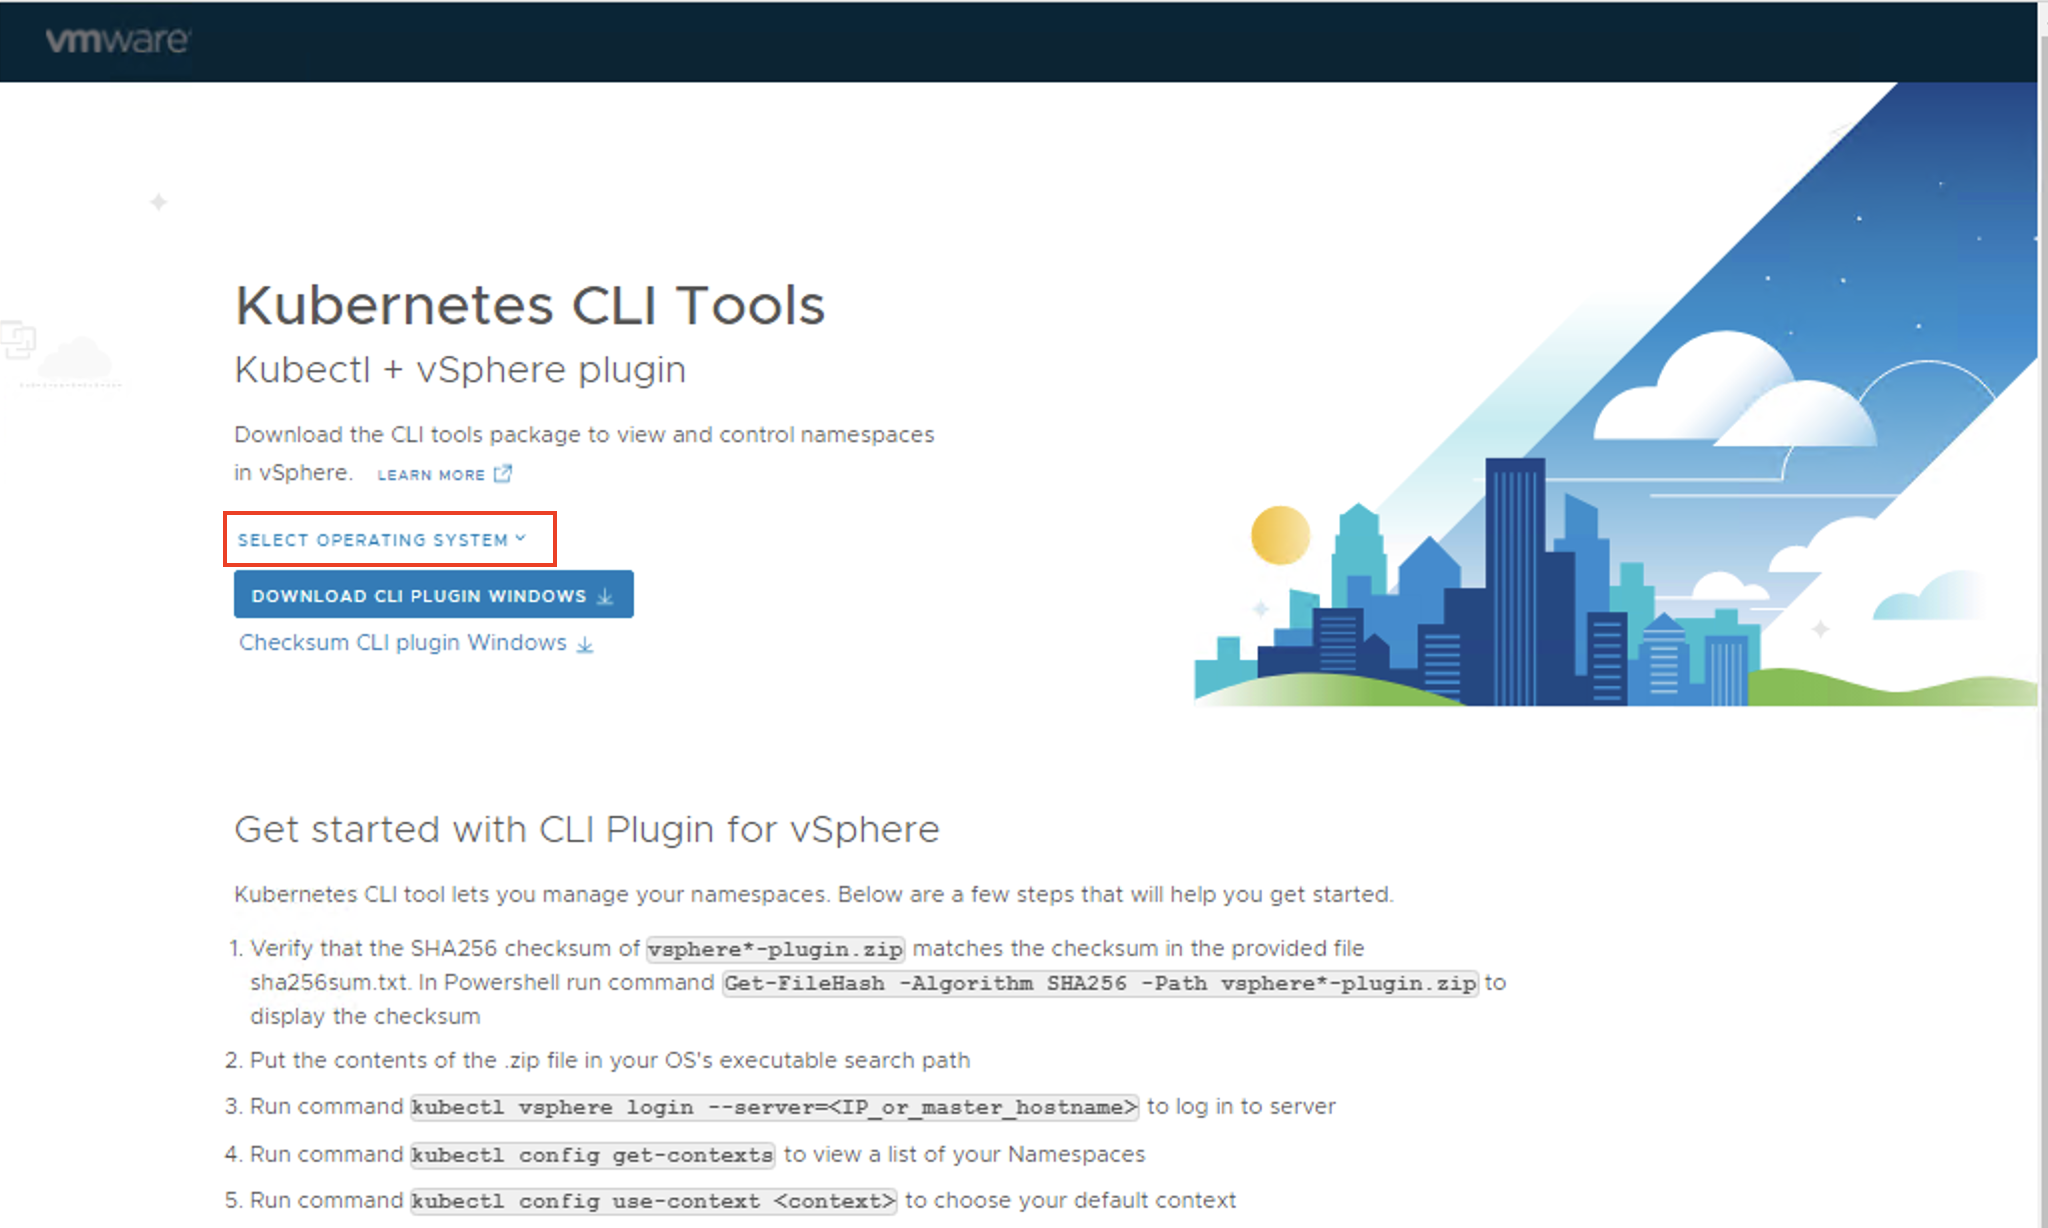 vmware
Kubernetes CLI Tools
Kubectl + vSphere plugin
Download the CLI tools package to view and control namespaces
in vSphere. LEARN MORE
SELECT OPERATING SYSTEM
DOWNLOAD CLI PLUGIN WINDOWS
Checksum CLI plugin Windows
Get started with CLI Plugin for vSphere
Kubernetes CLI tool lets you manage your namespaces. Below are a few steps that will help you get started.
1. Verify that the SHA256 checksum of vsphere*-plugin.zip matches the checksum in the provided file
sha256sum.txt. In Powershell run command Get-FileHash -Algorithm SHA256 -Path vsphere*-plugin.zip to
display the checksum
2. Put the contents of the .zip file in your OS's executable search path
3. Run command kubectl vsphere login --server=<IP_or_master_hostname> to log in to server
4. Run command kubectl config get-contexts to view a list of your Namespaces
5. Run command kubectl config use-context <context> to choose your default context